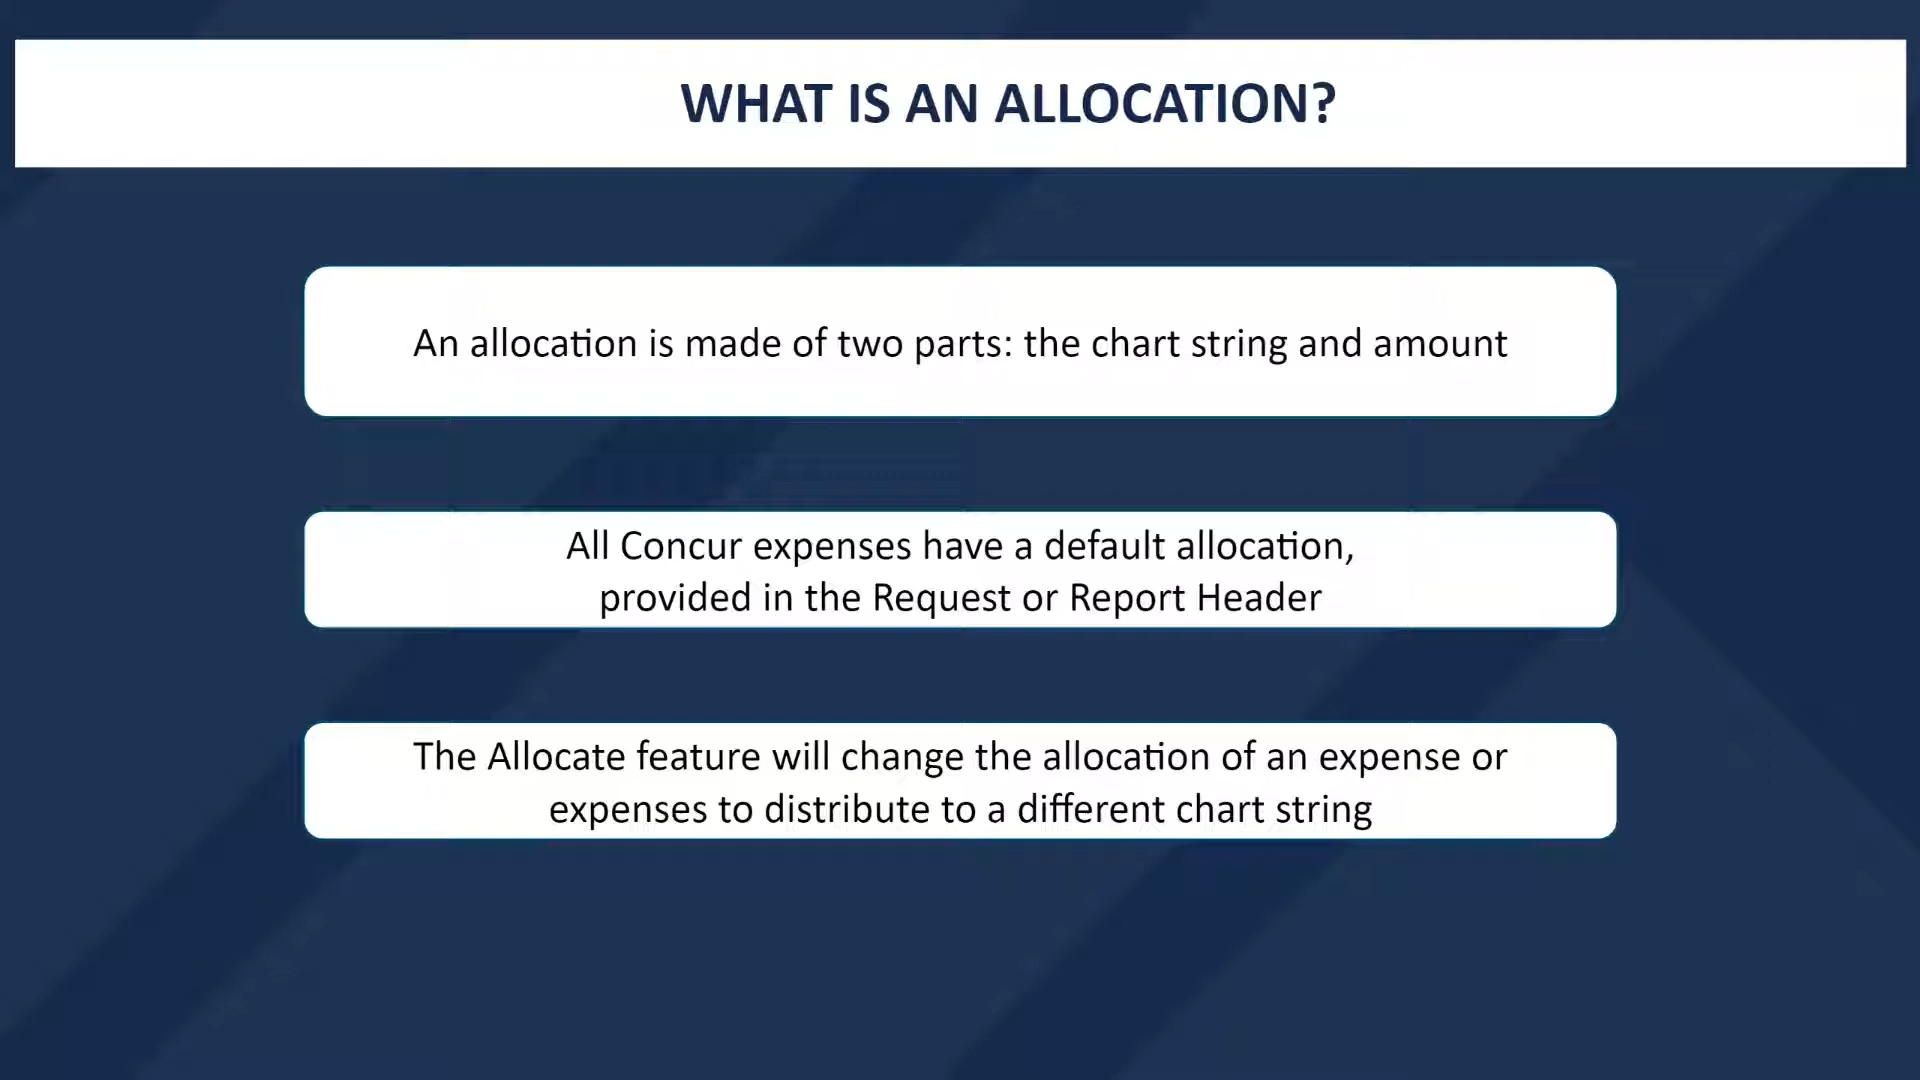 WHAT IS AN ALLOCATION?
An allocation is made of two parts: the chart string and amount
All Concur expenses have a default allocation,
provided in the Request or Report Header
The Allocate feature will change the allocation of an expense or
expenses to distribute to a different chart string